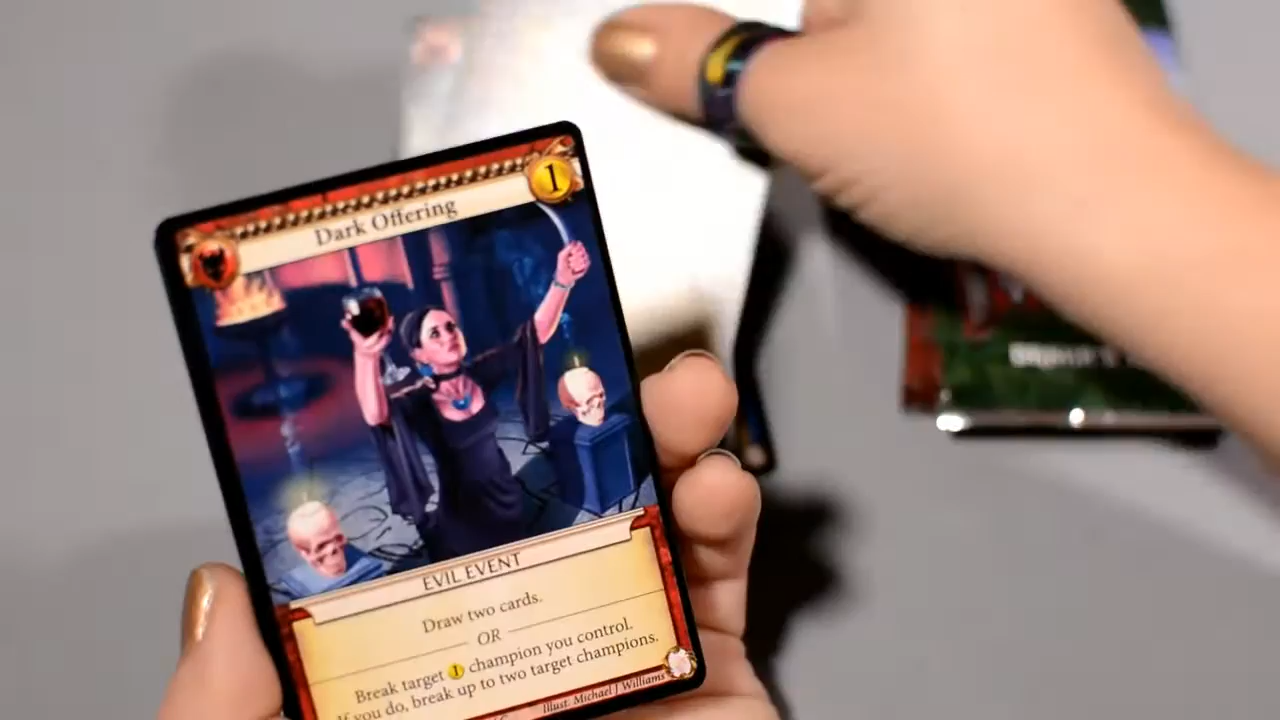 1
Dark Offering
EVIL EVENT
Draw two cards.
OR
Break target 1 champion you control.
If you do, break up to two target champions.
Illust. Michael J Williams